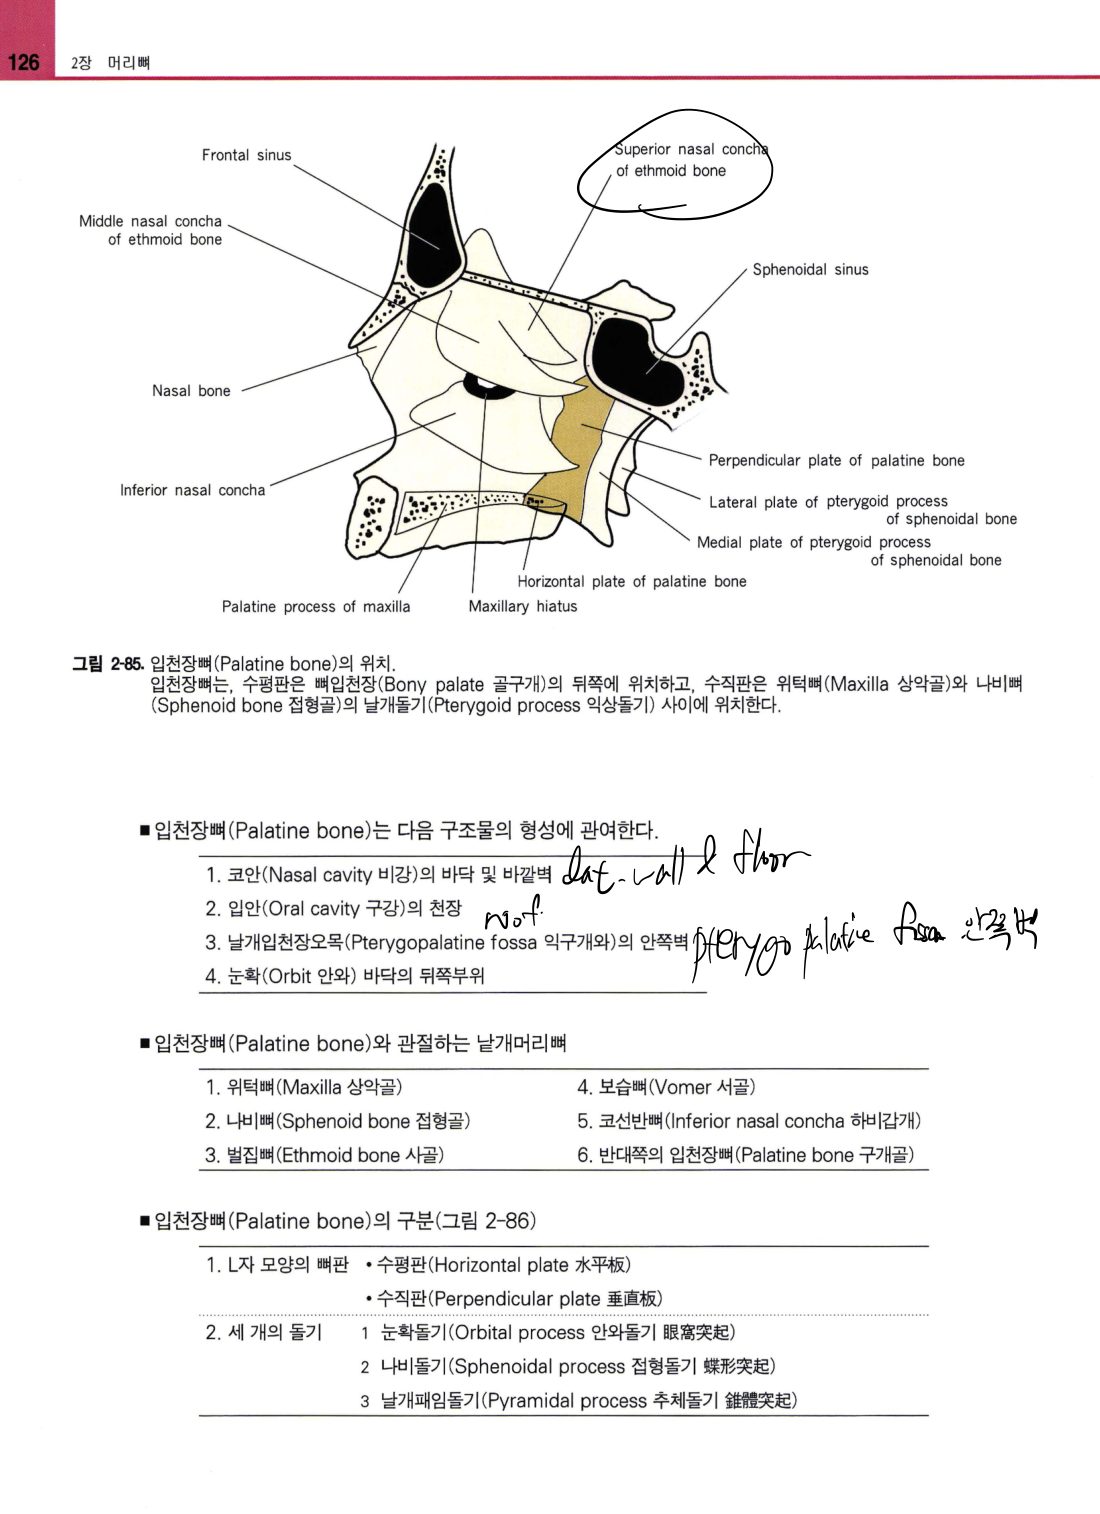 126 2장 머리뼈
Frontal sinus
Superior nasal concha
of ethmoid bone
Middle nasal concha
of ethmoid bone
Sphenoidal sinus
Nasal bone
Perpendicular plate of palatine bone
Inferior nasal concha
Lateral plate of pterygoid process
of sphenoidal bone
Medial plate of pterygoid process
of sphenoidal bone
Horizontal plate of palatine bone
Palatine process of maxilla
Maxillary hiatus
그림 2-85. 입천장뼈(Palatine bone)의 위치.
입천장뼈는, 수평판은 뼈입천장(Bony palate 골구개)의 뒤쪽에 위치하고, 수직판은 위턱뼈(Maxilla 상악골)와 나비뼈
(Sphenoid bone 접형골)의 날개돌기(Pterygoid process 익상돌기) 사이에 위치한다.
■ 입천장뼈(Palatine bone)는 다음 구조물의 형성에 관여한다.
1. 코안(Nasal cavity 비강)의 바닥 및 바깥벽 lat. wall & floor
2. 입안(Oral cavity 구강)의 천장 roof.
3. 날개입천장오목(Pterygopalatine fossa 익구개와)의 안쪽벽 pterygo palatine fossa 안쪽벽
4. 눈확(Orbit 안와) 바닥의 뒤쪽부위
■ 입천장뼈(Palatine bone)와 관절하는 낱개머리뼈
1. 위턱뼈(Maxilla 상악골) 4. 보습뼈(Vomer 서골)
2. 나비뼈(Sphenoid bone 접형골) 5. 코선반뼈(Inferior nasal concha 하비갑개)
3. 벌집뼈(Ethmoid bone 사골) 6. 반대쪽의 입천장뼈(Palatine bone 구개골)
■ 입천장뼈(Palatine bone)의 구분(그림 2-86)
1. L자 모양의 뼈판 • 수평판(Horizontal plate 水平板)
• 수직판(Perpendicular plate 垂直板)
2. 세 개의 돌기 1 눈확돌기(Orbital process 안와돌기 眼窩突起)
2 나비돌기(Sphenoidal process 접형돌기 蝶形突起)
3 날개패임돌기(Pyramidal process 추체돌기 錐體突起)